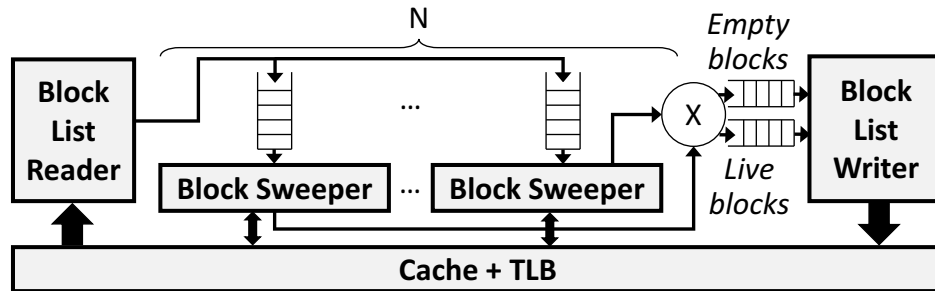 N
Empty
blocks
Block
List
Reader
...
X
Block
List
Writer
Block Sweeper
...
Block Sweeper
Live
blocks
Cache + TLB